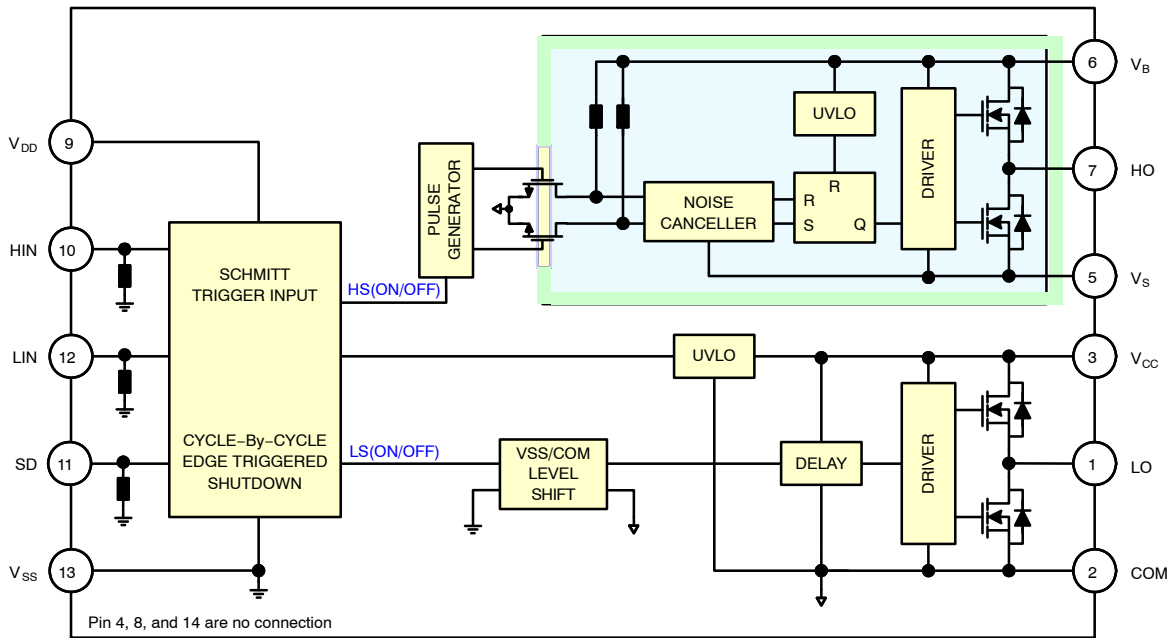 6 V_B
UVLO
9 V_DD
7 HO
DRIVER
PULSE
GENERATOR
R
NOISE
CANCELLER
R
S Q
10 HIN
SCHMITT
TRIGGER INPUT
HS(ON/OFF)
5 V_S
UVLO
12 LIN
3 V_CC
CYCLE–By–CYCLE
EDGE TRIGGERED
SHUTDOWN
LS(ON/OFF)
VSS/COM
LEVEL
SHIFT
DELAY
DRIVER
SD 11
1 LO
V_SS 13
2 COM
Pin 4, 8, and 14 are no connection